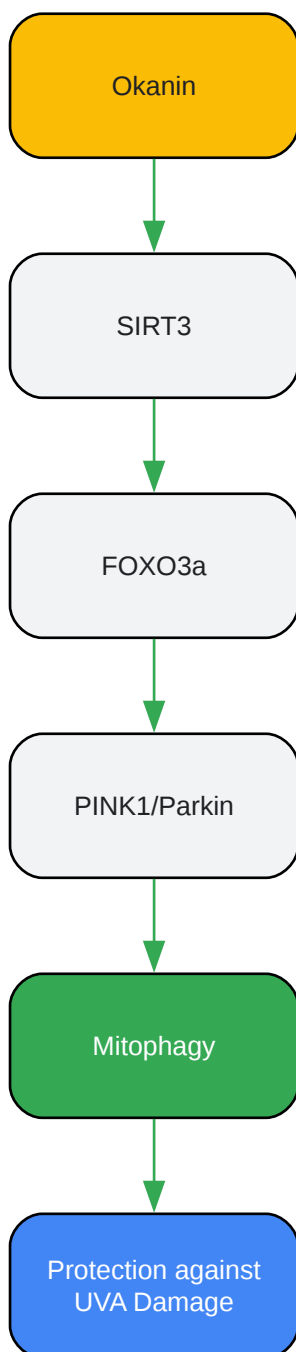 Okanin
SIRT3
FOXO3a
PINK1/Parkin
Mitophagy
Protection against
UVA Damage